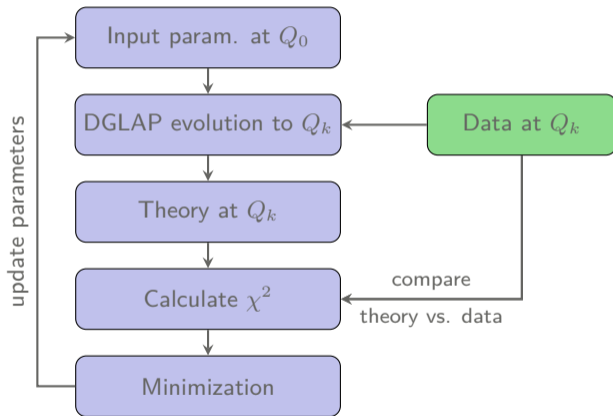 Input param. at Q₀
DGLAP evolution to Qₖ
Data at Qₖ
Theory at Qₖ
update parameters
compare
Calculate χ²
theory vs. data
Minimization